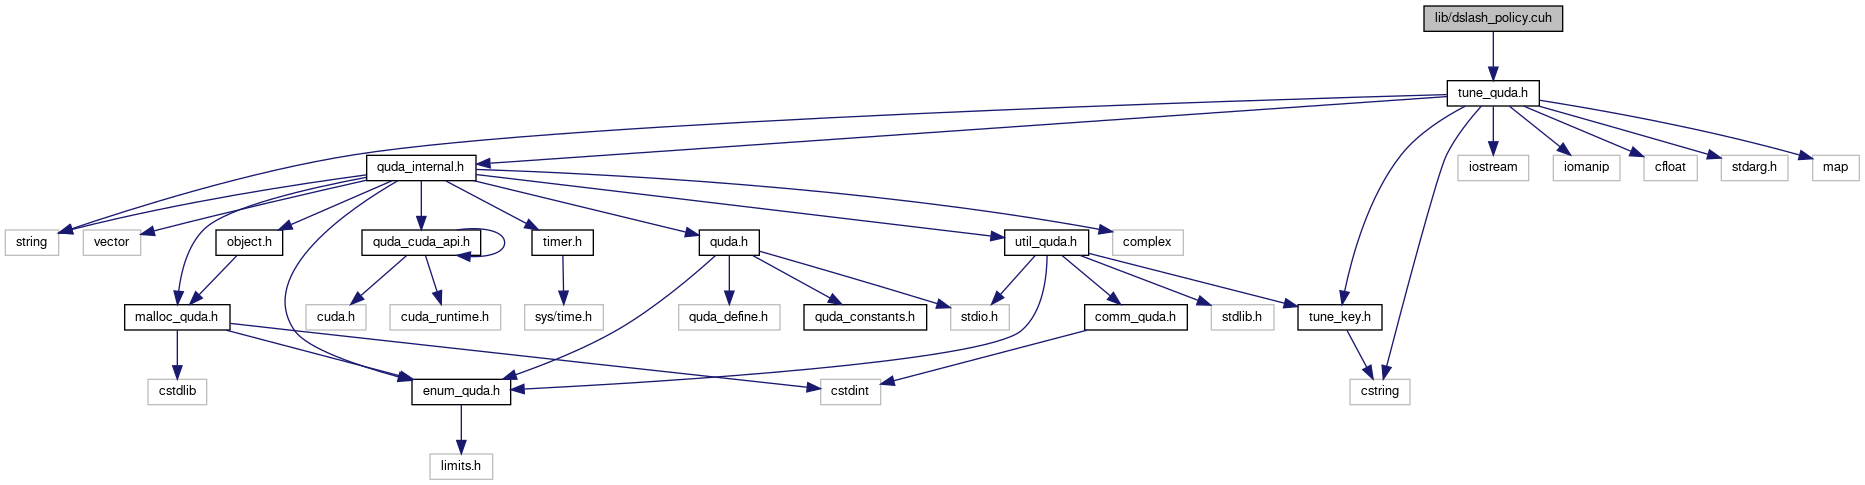 lib/dslash_policy.cuh
tune_quda.h
quda_internal.h
iostream
iomanip
cfloat
stdarg.h
map
string
vector
object.h
quda_cuda_api.h
timer.h
quda.h
util_quda.h
complex
malloc_quda.h
cuda.h
cuda_runtime.h
sys/time.h
quda_define.h
quda_constants.h
stdio.h
comm_quda.h
stdlib.h
tune_key.h
cstdlib
enum_quda.h
cstdint
cstring
limits.h